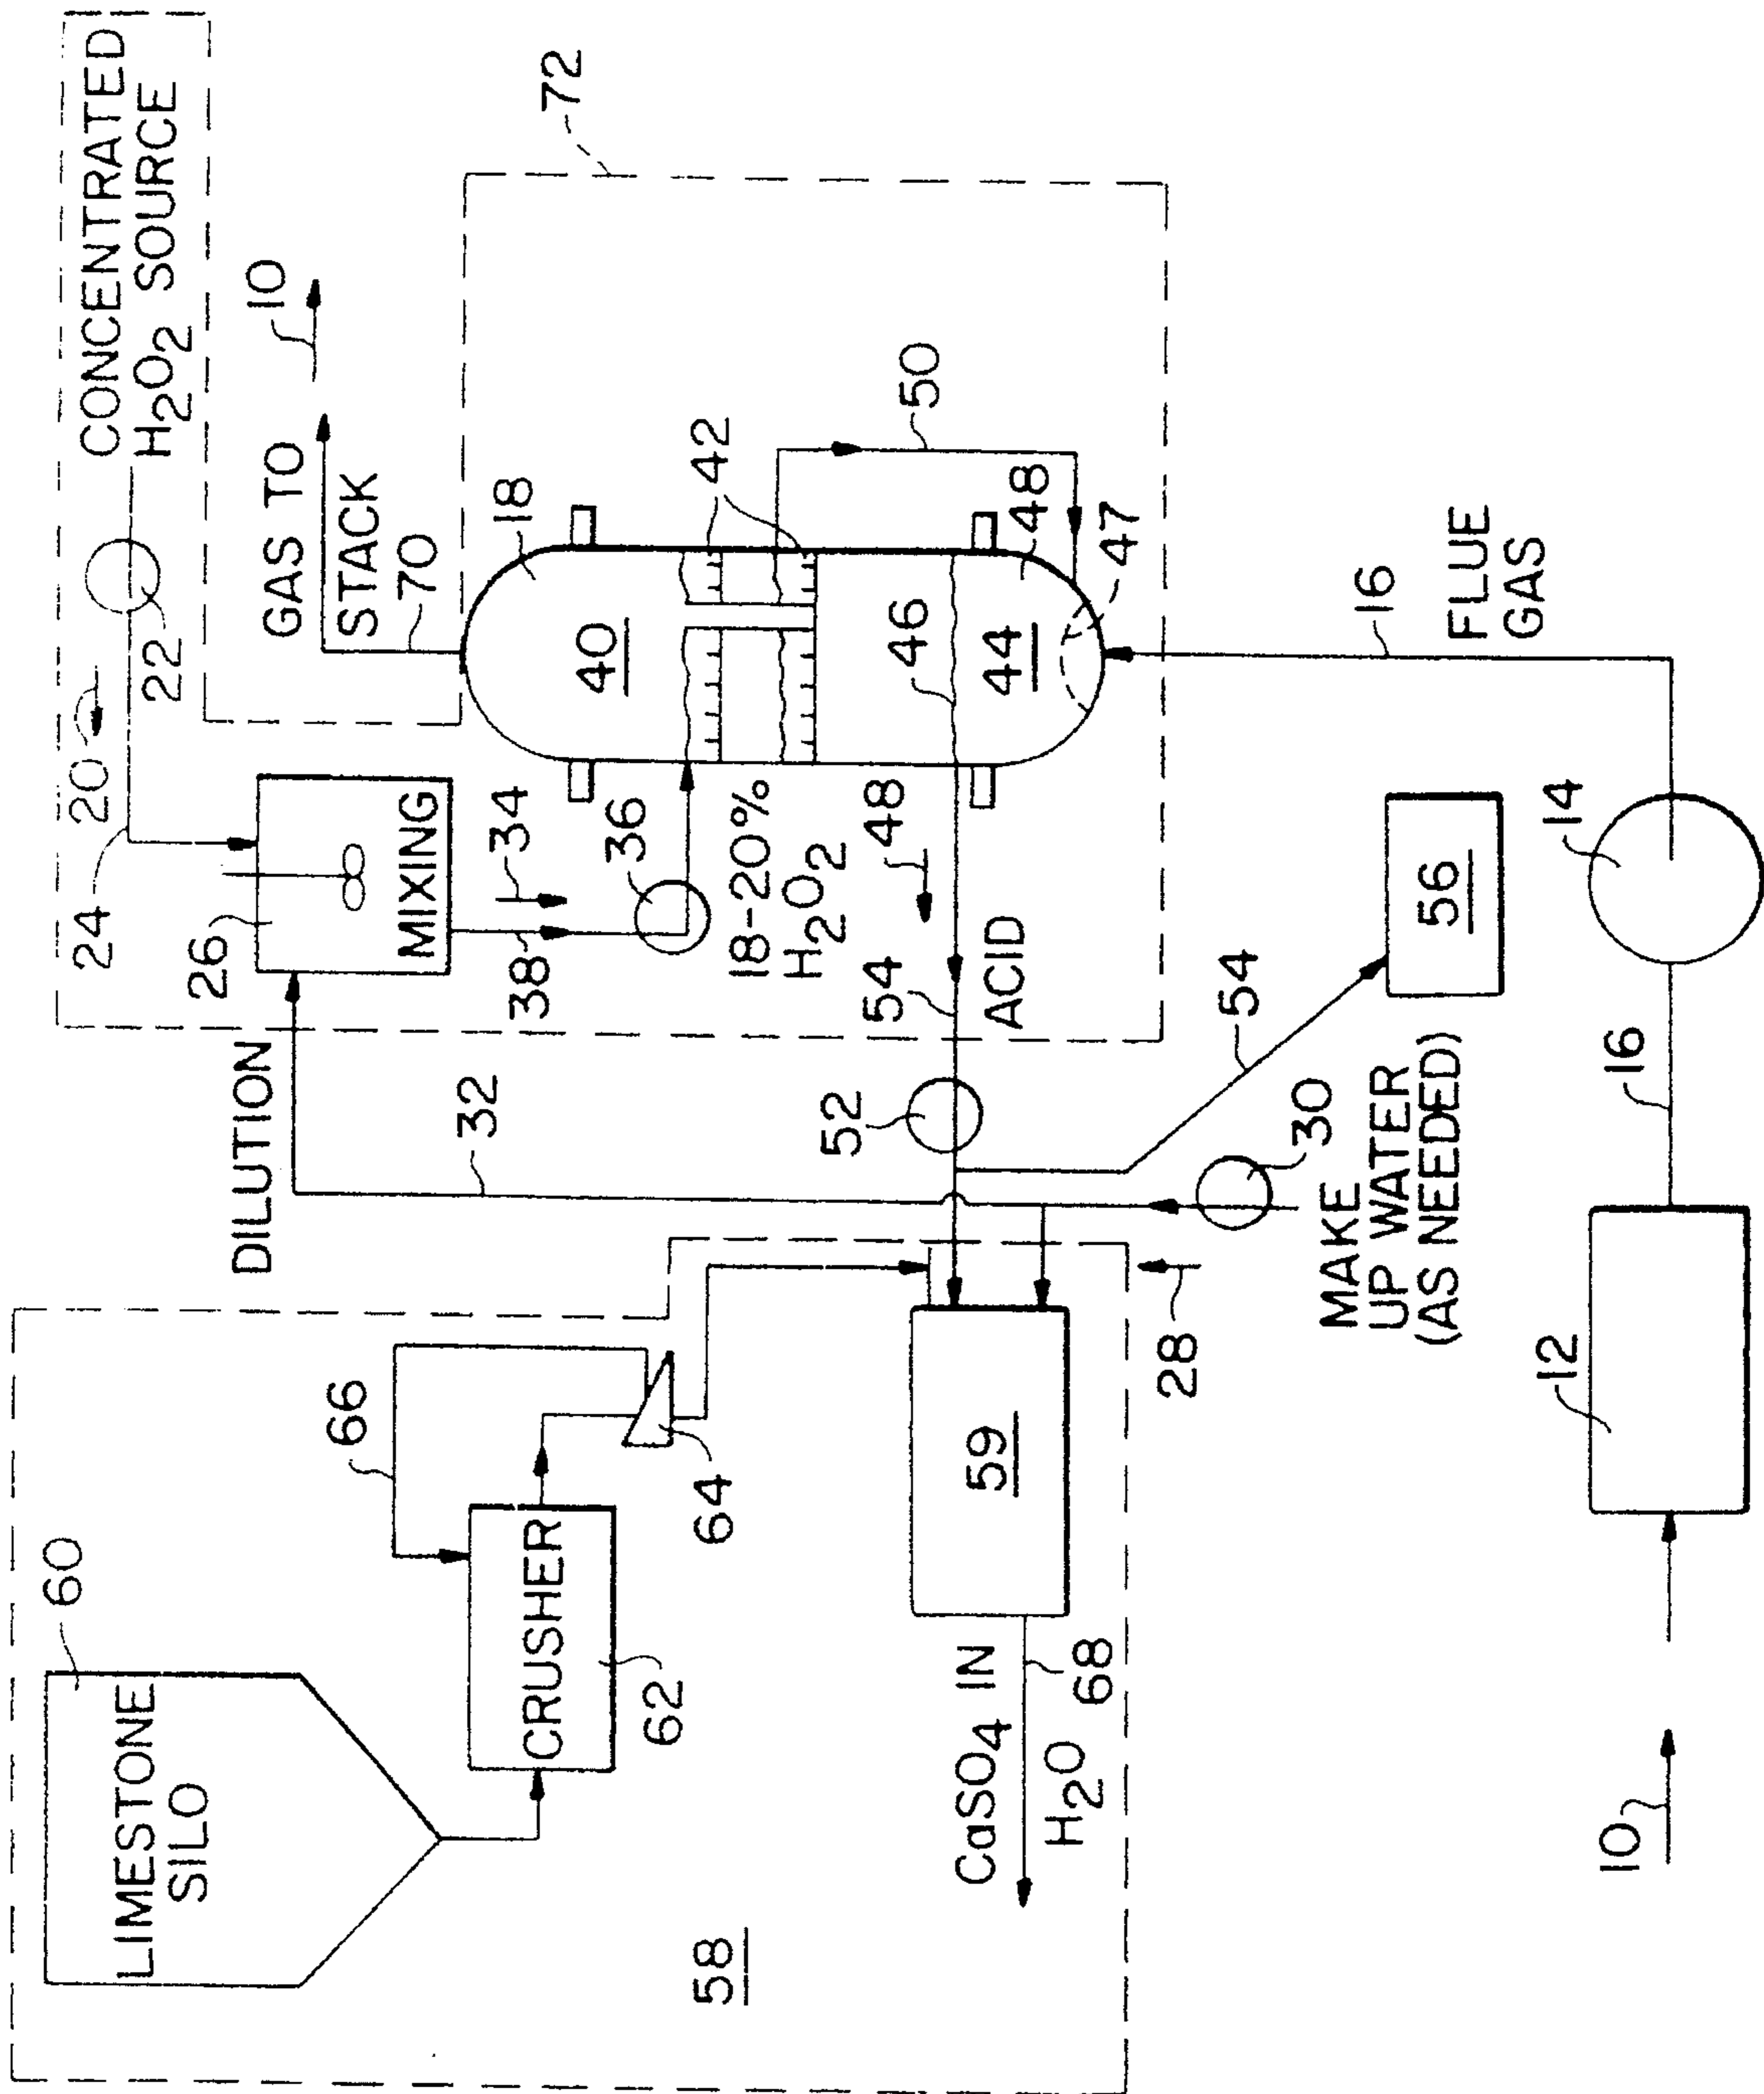 CONCENTRATED
H₂O₂ SOURCE
22
20
24
26
MIXING
34
36
38
18-20%
H₂O₂
GAS TO
STACK
70
10
72
18
40
42
50
46
44
48
47
48
54
ACID
52
54
56
DILUTION
32
30
MAKE
UP WATER
(AS NEEDED)
28
16
FLUE
GAS
14
16
12
10
LIMESTONE
SILO
60
66
CRUSHER
62
64
59
CaSO₄ IN
H₂O
68
58